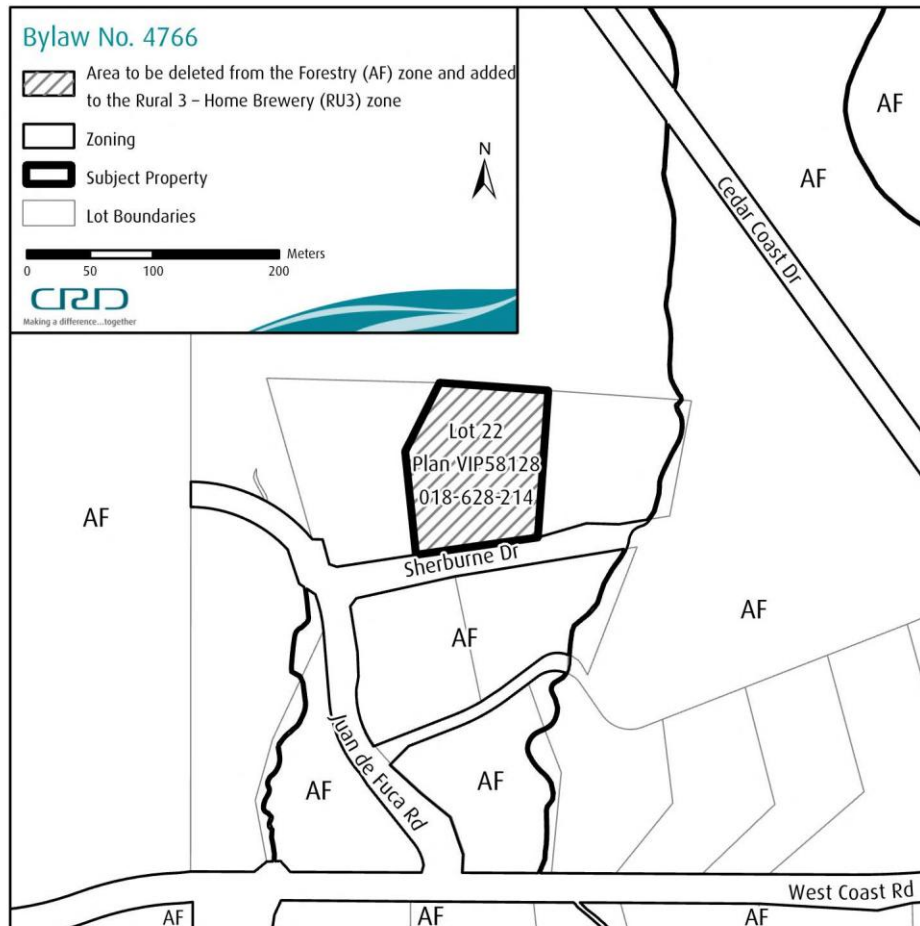 Bylaw No. 4766
Area to be deleted from the Forestry (AF) zone and added
to the Rural 3 – Home Brewery (RU3) zone
Zoning
Subject Property
Lot Boundaries
N
Meters
0 50 100 200
CRD
Making a difference...together
AF
AF
Cedar Coast Dr
Lot 22
Plan VIP58128
018-628-214
AF
Sherburne Dr
AF
AF
Juan de Fuca Rd
AF
AF
West Coast Rd
AF
AF
AF